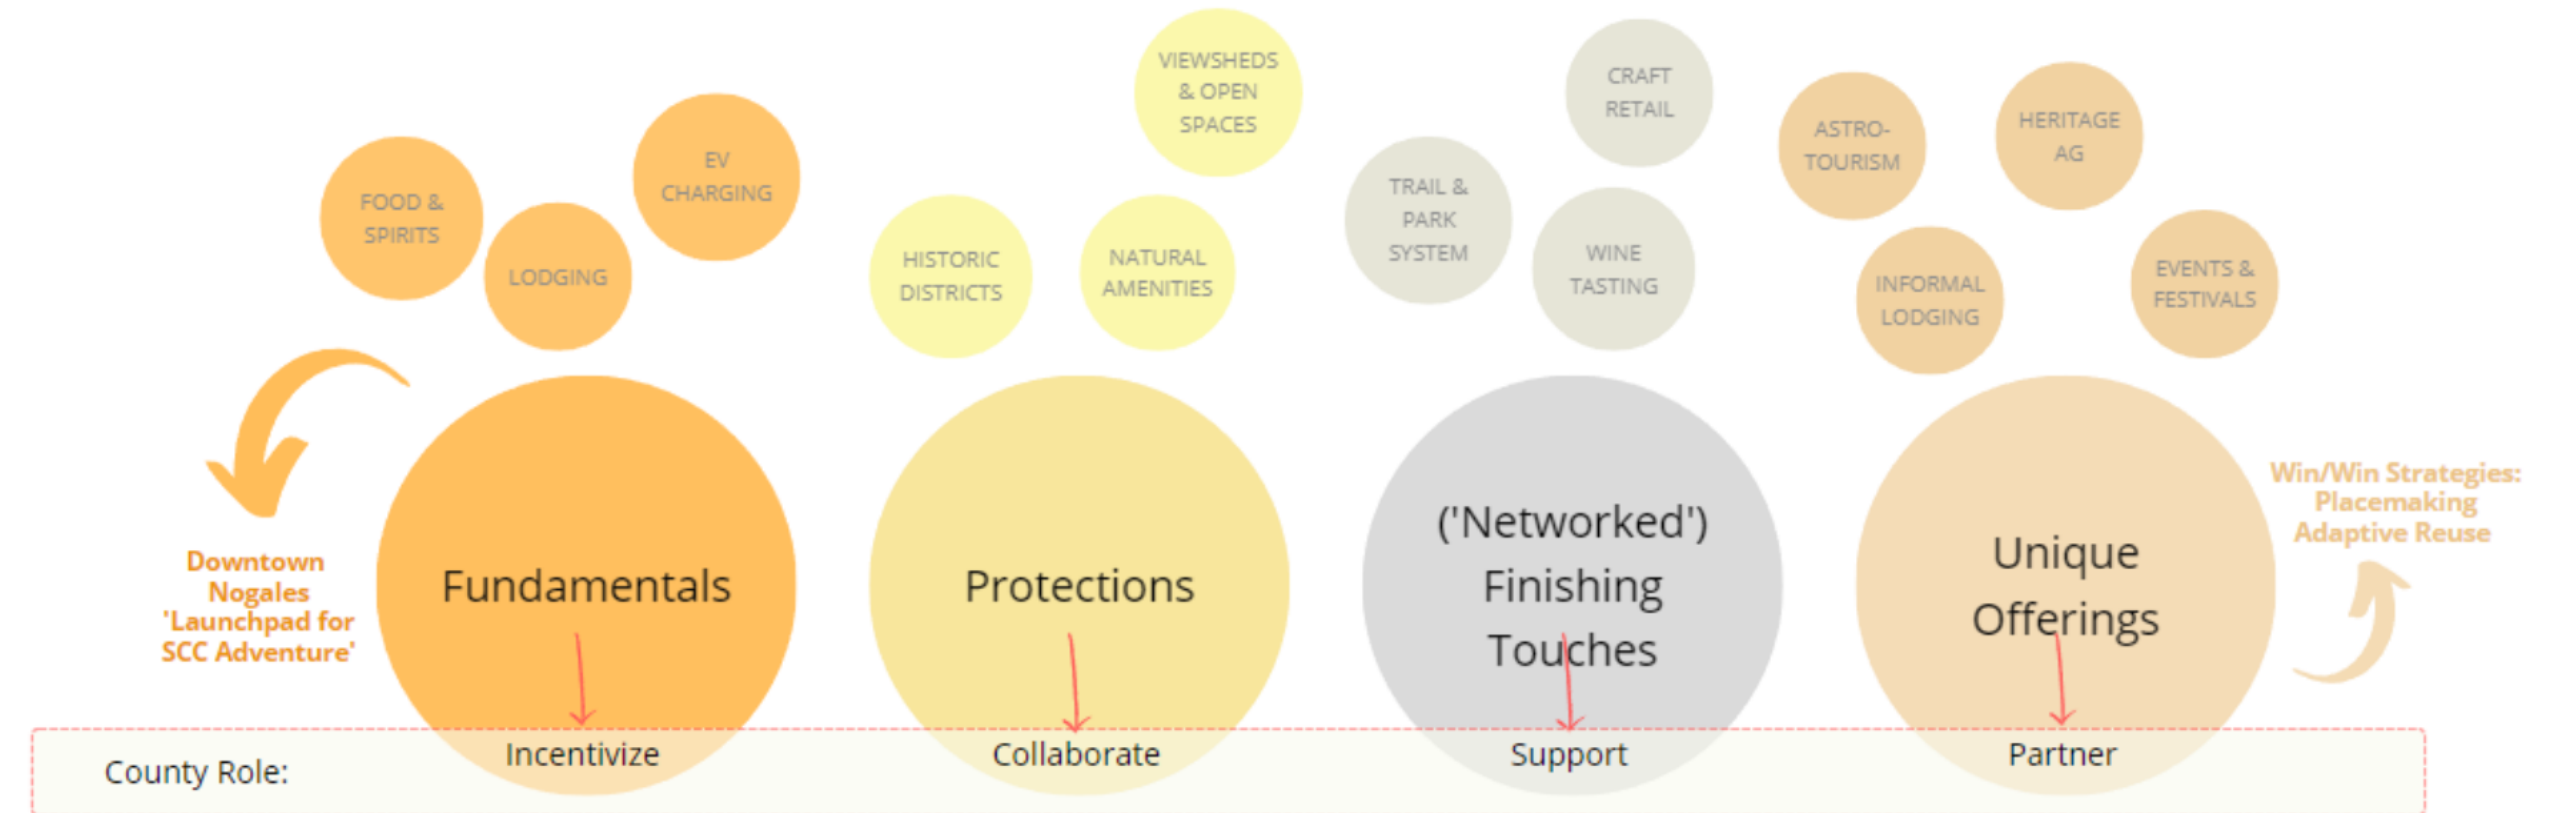 FOOD &
SPIRITS
LODGING
EV
CHARGING
HISTORIC
DISTRICTS
NATURAL
AMENITIES
VIEWSHEDS
& OPEN
SPACES
TRAIL &
PARK
SYSTEM
CRAFT
RETAIL
WINE
TASTING
ASTRO-
TOURISM
HERITAGE
AG
INFORMAL
LODGING
EVENTS &
FESTIVALS
Downtown
Nogales
'Launchpad for
SCC Adventure'
Fundamentals
Protections
('Networked')
Finishing
Touches
Unique
Offerings
Win/Win Strategies:
Placemaking
Adaptive Reuse
County Role:
Incentivize
Collaborate
Support
Partner